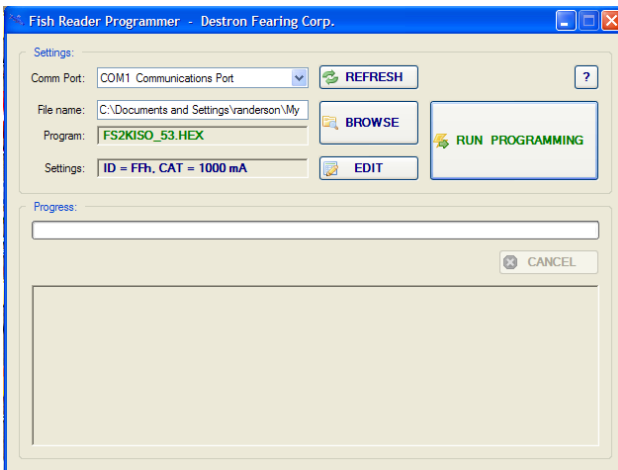 Fish Reader Programmer - Destron Fearing Corp.
Settings:
Comm Port: COM1 Communications Port REFRESH ?
File name: C:\Documents and Settings\randerson\My BROWSE
Program: FS2KISO_53.HEX RUN PROGRAMMING
Settings: ID = FFh, CAT = 1000 mA EDIT
Progress:
CANCEL